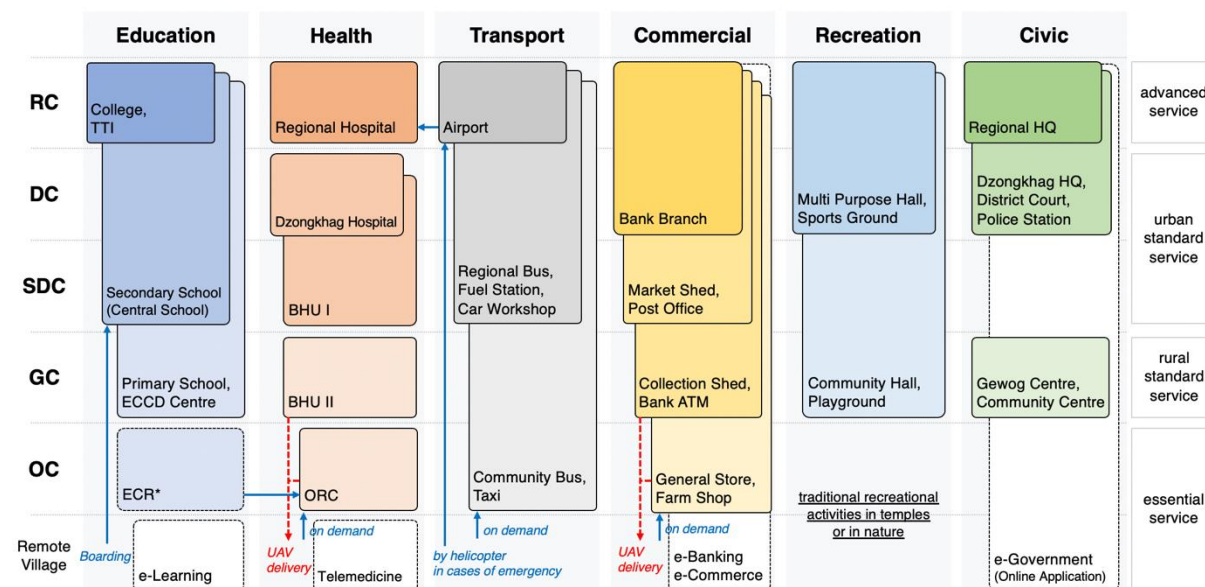 Education
Health
Transport
Commercial
Recreation
Civic
RC
College,
TTI
Regional Hospital
Airport
Regional HQ
advanced
service
DC
Dzongkhag Hospital
Bank Branch
Multi Purpose Hall,
Sports Ground
Dzongkhag HQ,
District Court,
Police Station
urban
standard
service
SDC
Secondary School
(Central School)
BHU I
Regional Bus,
Fuel Station,
Car Workshop
Market Shed,
Post Office
GC
Primary School,
ECCD Centre
BHU II
Collection Shed,
Bank ATM
Community Hall,
Playground
Gewog Centre,
Community Centre
rural
standard
service
OC
ECR*
ORC
Community Bus,
Taxi
General Store,
Farm Shop
traditional recreational
activities in temples
or in nature
essential
service
Remote
Village
Boarding
e-Learning
UAV
delivery
on demand
Telemedicine
by helicopter
in cases of emergency
on demand
UAV
delivery
on demand
e-Banking
e-Commerce
e-Government
(Online Application)